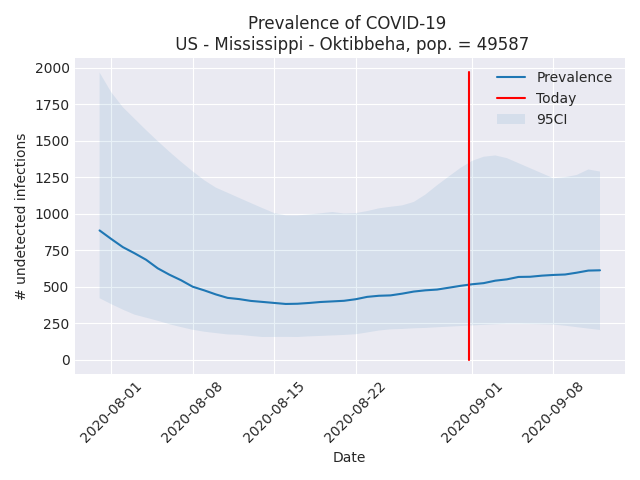 Prevalence of COVID-19
US - Mississippi - Oktibbeha, pop. = 49587
# undetected infections
2000
1750
1500
1250
1000
750
500
250
0
Prevalence
Today
95CI
2020-08-01
2020-08-08
2020-08-15
2020-08-22
2020-09-01
2020-09-08
Date